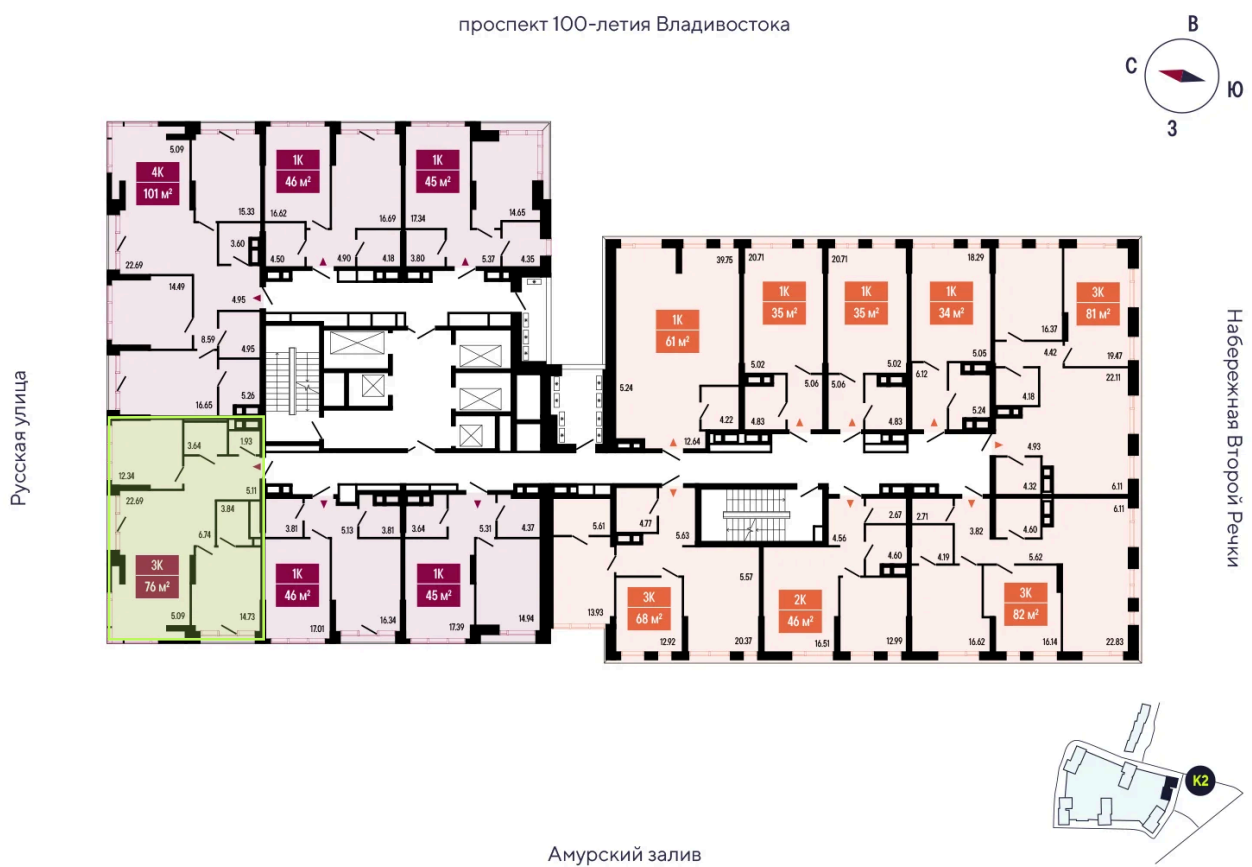 проспект 100-летия Владивостока
В
С
Ю
З
Русская улица
Набережная Второй Речки
5.09
4К
101 м²
15.33
3.60
22.69
14.49
4.95
8.59
4.95
16.65
5.26
1К
46 м²
16.62
16.69
4.50
4.90
4.18
1К
45 м²
17.34
14.65
3.80
5.37
4.35
39.75
1К
61 м²
5.24
4.22
12.64
20.71
1К
35 м²
5.02
5.06
4.83
20.71
1К
35 м²
5.02
5.06
4.83
18.29
1К
34 м²
5.05
6.12
5.24
3К
81 м²
16.37
19.47
4.42
22.11
4.18
4.93
4.32
6.11
3.64
1.93
12.34
22.69
5.11
3.84
6.74
3К
76 м²
5.09
14.73
3.81
5.13
3.81
1К
46 м²
17.01
16.34
3.64
5.31
4.37
1К
45 м²
17.39
14.94
5.61
4.77
5.63
5.57
3К
68 м²
13.93
12.92
20.37
2.67
4.56
4.60
2К
46 м²
16.51
12.99
2.71
3.82
4.60
6.11
4.19
5.62
3К
82 м²
16.62
16.14
22.83
К2
Амурский залив